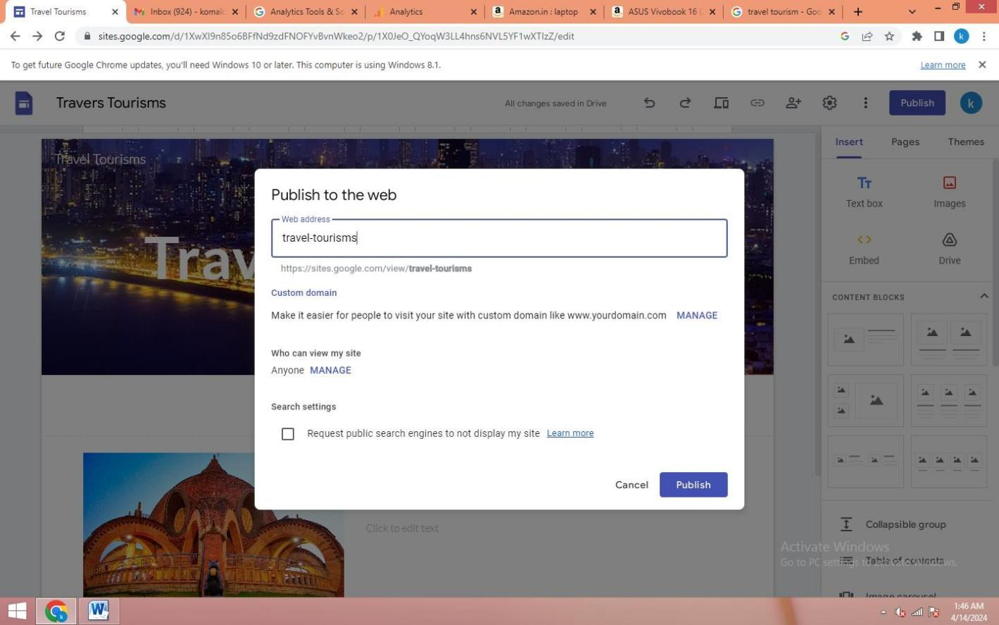 Travel Tourisms
Inbox (924) - komalc
Analytics Tools & So
Analytics
Amazon.in : laptop
ASUS Vivobook 16 (
travel tourism - Goo
sites.google.com/d/1XwXI9n85o6BFfNd9zdFNOFYvBvnWkeo2/p/1X0JeO_QYoqW3LL4hns6NVL5YF1wXTIzZ/edit
k
To get future Google Chrome updates, you'll need Windows 10 or later. This computer is using Windows 8.1.
Learn more
Travers Tourisms
All changes saved in Drive
Publish
k
Travel Tourisms
Trav
Insert
Pages
Themes
Text box
Images
Embed
Drive
CONTENT BLOCKS
Publish to the web
Web address
travel-tourisms
https://sites.google.com/view/travel-tourisms
Custom domain
Make it easier for people to visit your site with custom domain like www.yourdomain.com MANAGE
Who can view my site
Anyone MANAGE
Search settings
Request public search engines to not display my site Learn more
Cancel
Publish
Click to edit text
Collapsible group
Activate Windows
Go to PC settings to activate Windows.
Table of contents
Image carousel
1:46 AM
4/14/2024